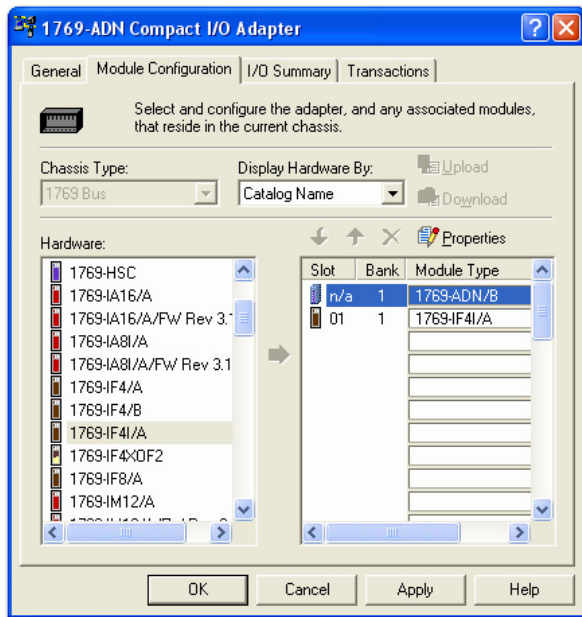 1769-ADN Compact I/O Adapter
General Module Configuration I/O Summary Transactions
Select and configure the adapter, and any associated modules,
that reside in the current chassis.
Chassis Type:
1769 Bus
Display Hardware By:
Catalog Name
Upload
Download
Hardware:
Properties
1769-HSC
1769-IA16/A
1769-IA16/A/FW Rev 3.
1769-IA8I/A
1769-IA8I/A/FW Rev 3.1
1769-IF4/A
1769-IF4/B
1769-IF4I/A
1769-IF4XOF2
1769-IF8/A
1769-IM12/A
Slot Bank Module Type
n/a 1 1769-ADN/B
01 1 1769-IF4I/A
OK Cancel Apply Help